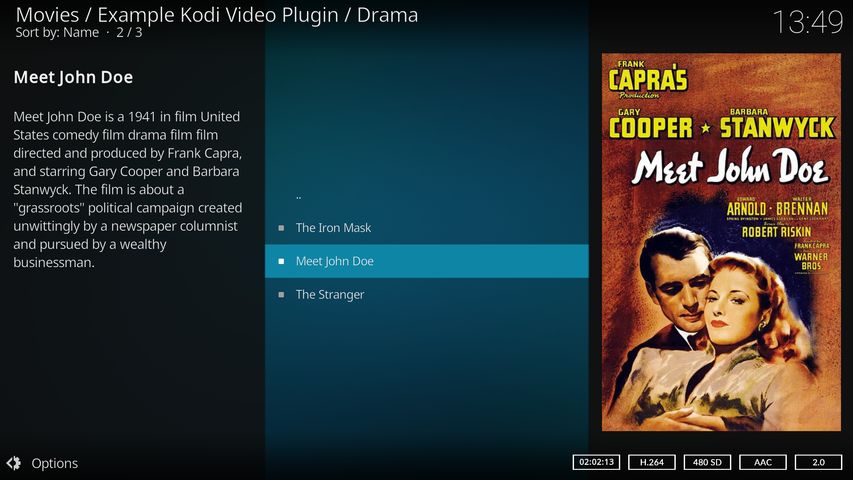 Movies / Example Kodi Video Plugin / Drama
Sort by: Name · 2 / 3
13:49
Meet John Doe
Meet John Doe is a 1941 in film United
States comedy film drama film film
directed and produced by Frank Capra,
and starring Gary Cooper and Barbara
Stanwyck. The film is about a
"grassroots" political campaign created
unwittingly by a newspaper columnist
and pursued by a wealthy
businessman.
..
The Iron Mask
Meet John Doe
The Stranger
FRANK
CAPRA'S
Production
GARY BARBARA
COOPER ★ STANWYCK
Meet John Doe
EDWARD WALTER
ARNOLD · BRENNAN
ROBERT RISKIN
FRANK CAPRA
WARNER
BROS.
Options
02:02:13
H.264
480 SD
AAC
2.0